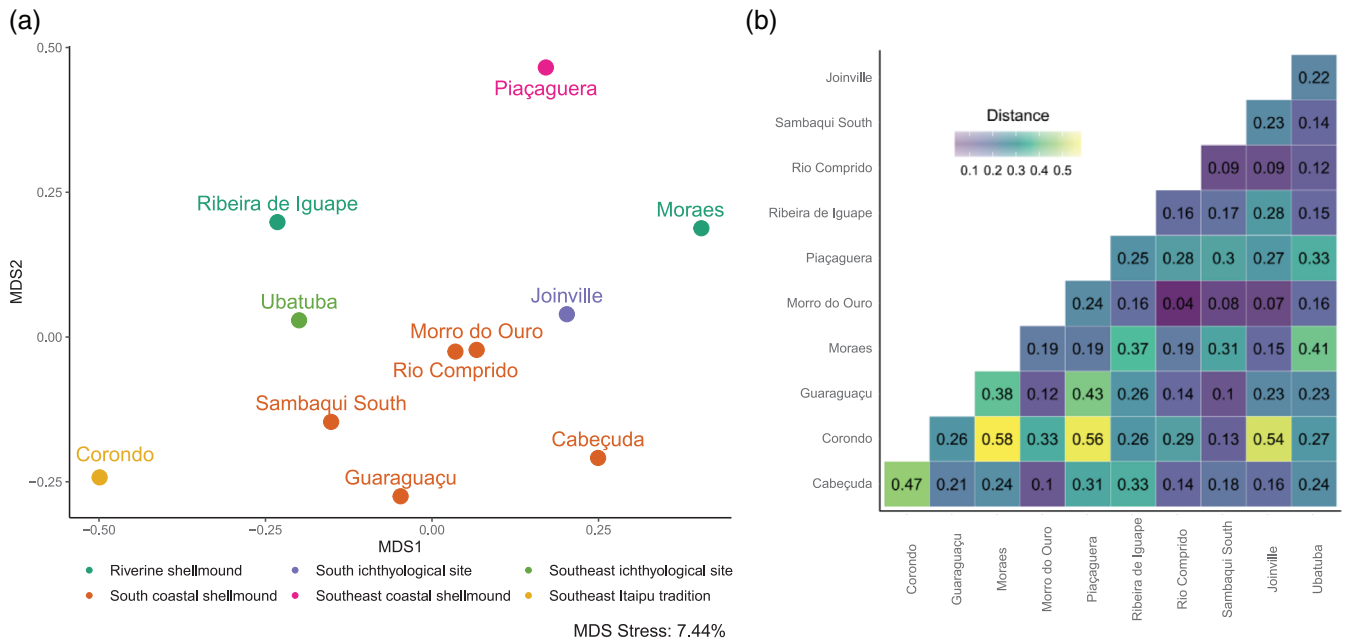 (a)
0.50
0.25
0.00
−0.25
MDS2
Piaçaguera
Ribeira de Iguape
Moraes
Ubatuba
Joinville
Morro do Ouro
Rio Comprido
Sambaqui South
Cabeçuda
Corondo
Guaraguaçu
−0.50
−0.25
0.00
0.25
MDS1
Riverine shellmound
South ichthyological site
Southeast ichthyological site
South coastal shellmound
Southeast coastal shellmound
Southeast Itaipu tradition
MDS Stress: 7.44%
(b)
Distance
0.1 0.2 0.3 0.4 0.5
Joinville 0.22
Sambaqui South 0.23 0.14
Rio Comprido 0.09 0.09 0.12
Ribeira de Iguape 0.16 0.17 0.28 0.15
Piaçaguera 0.25 0.28 0.3 0.27 0.33
Morro do Ouro 0.24 0.16 0.04 0.08 0.07 0.16
Moraes 0.19 0.19 0.37 0.19 0.31 0.15 0.41
Guaraguaçu 0.38 0.12 0.43 0.26 0.14 0.1 0.23 0.23
Corondo 0.26 0.58 0.33 0.56 0.26 0.29 0.13 0.54 0.27
Cabeçuda 0.47 0.21 0.24 0.1 0.31 0.33 0.14 0.18 0.16 0.24
Corondo
Guaraguaçu
Moraes
Morro do Ouro
Piaçaguera
Ribeira de Iguape
Rio Comprido
Sambaqui South
Joinville
Ubatuba